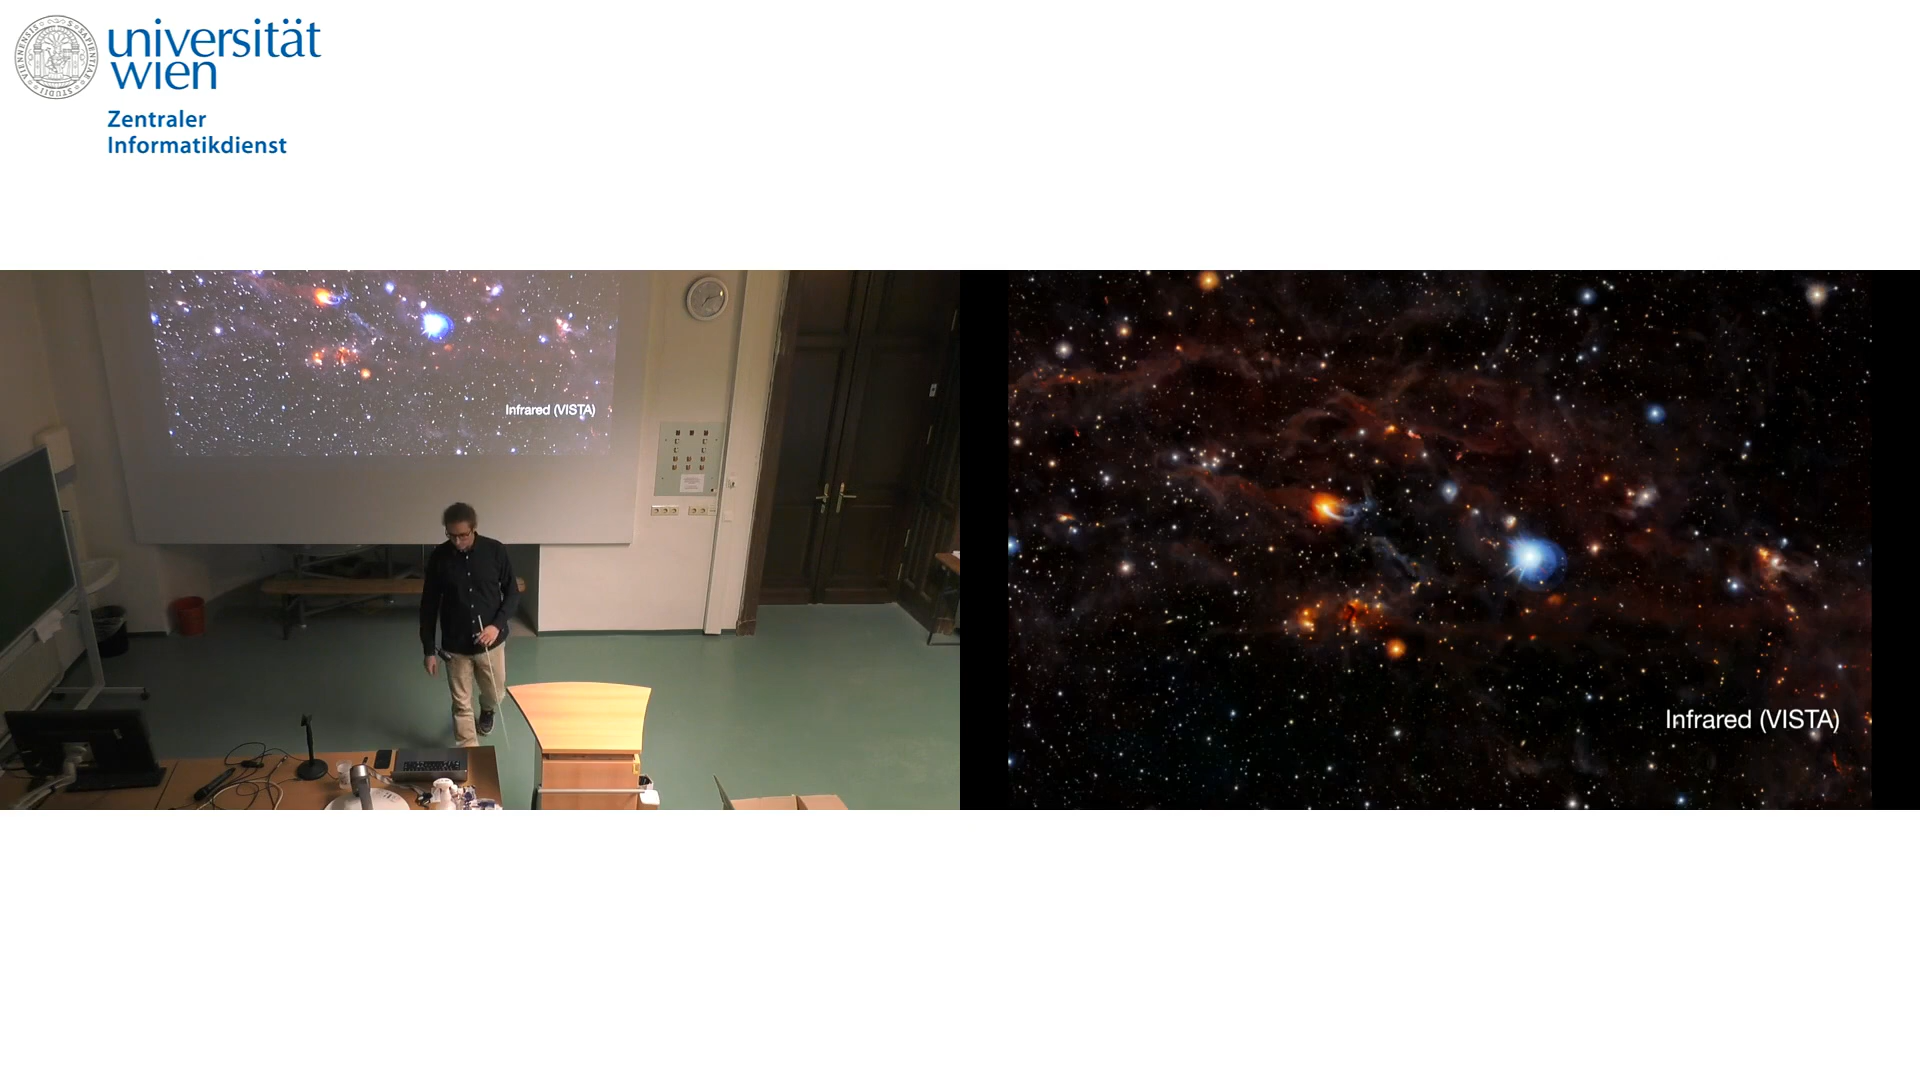 universität
wien
Zentraler
Informatikdienst
Infrared (VISTA)
Infrared (VISTA)